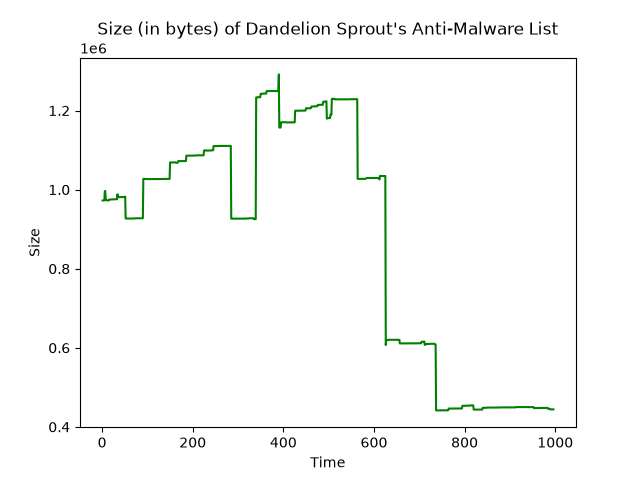 Size (in bytes) of Dandelion Sprout's Anti-Malware List
1e6
1.2
1.0
0.8
0.6
0.4
Size
0 200 400 600 800 1000
Time